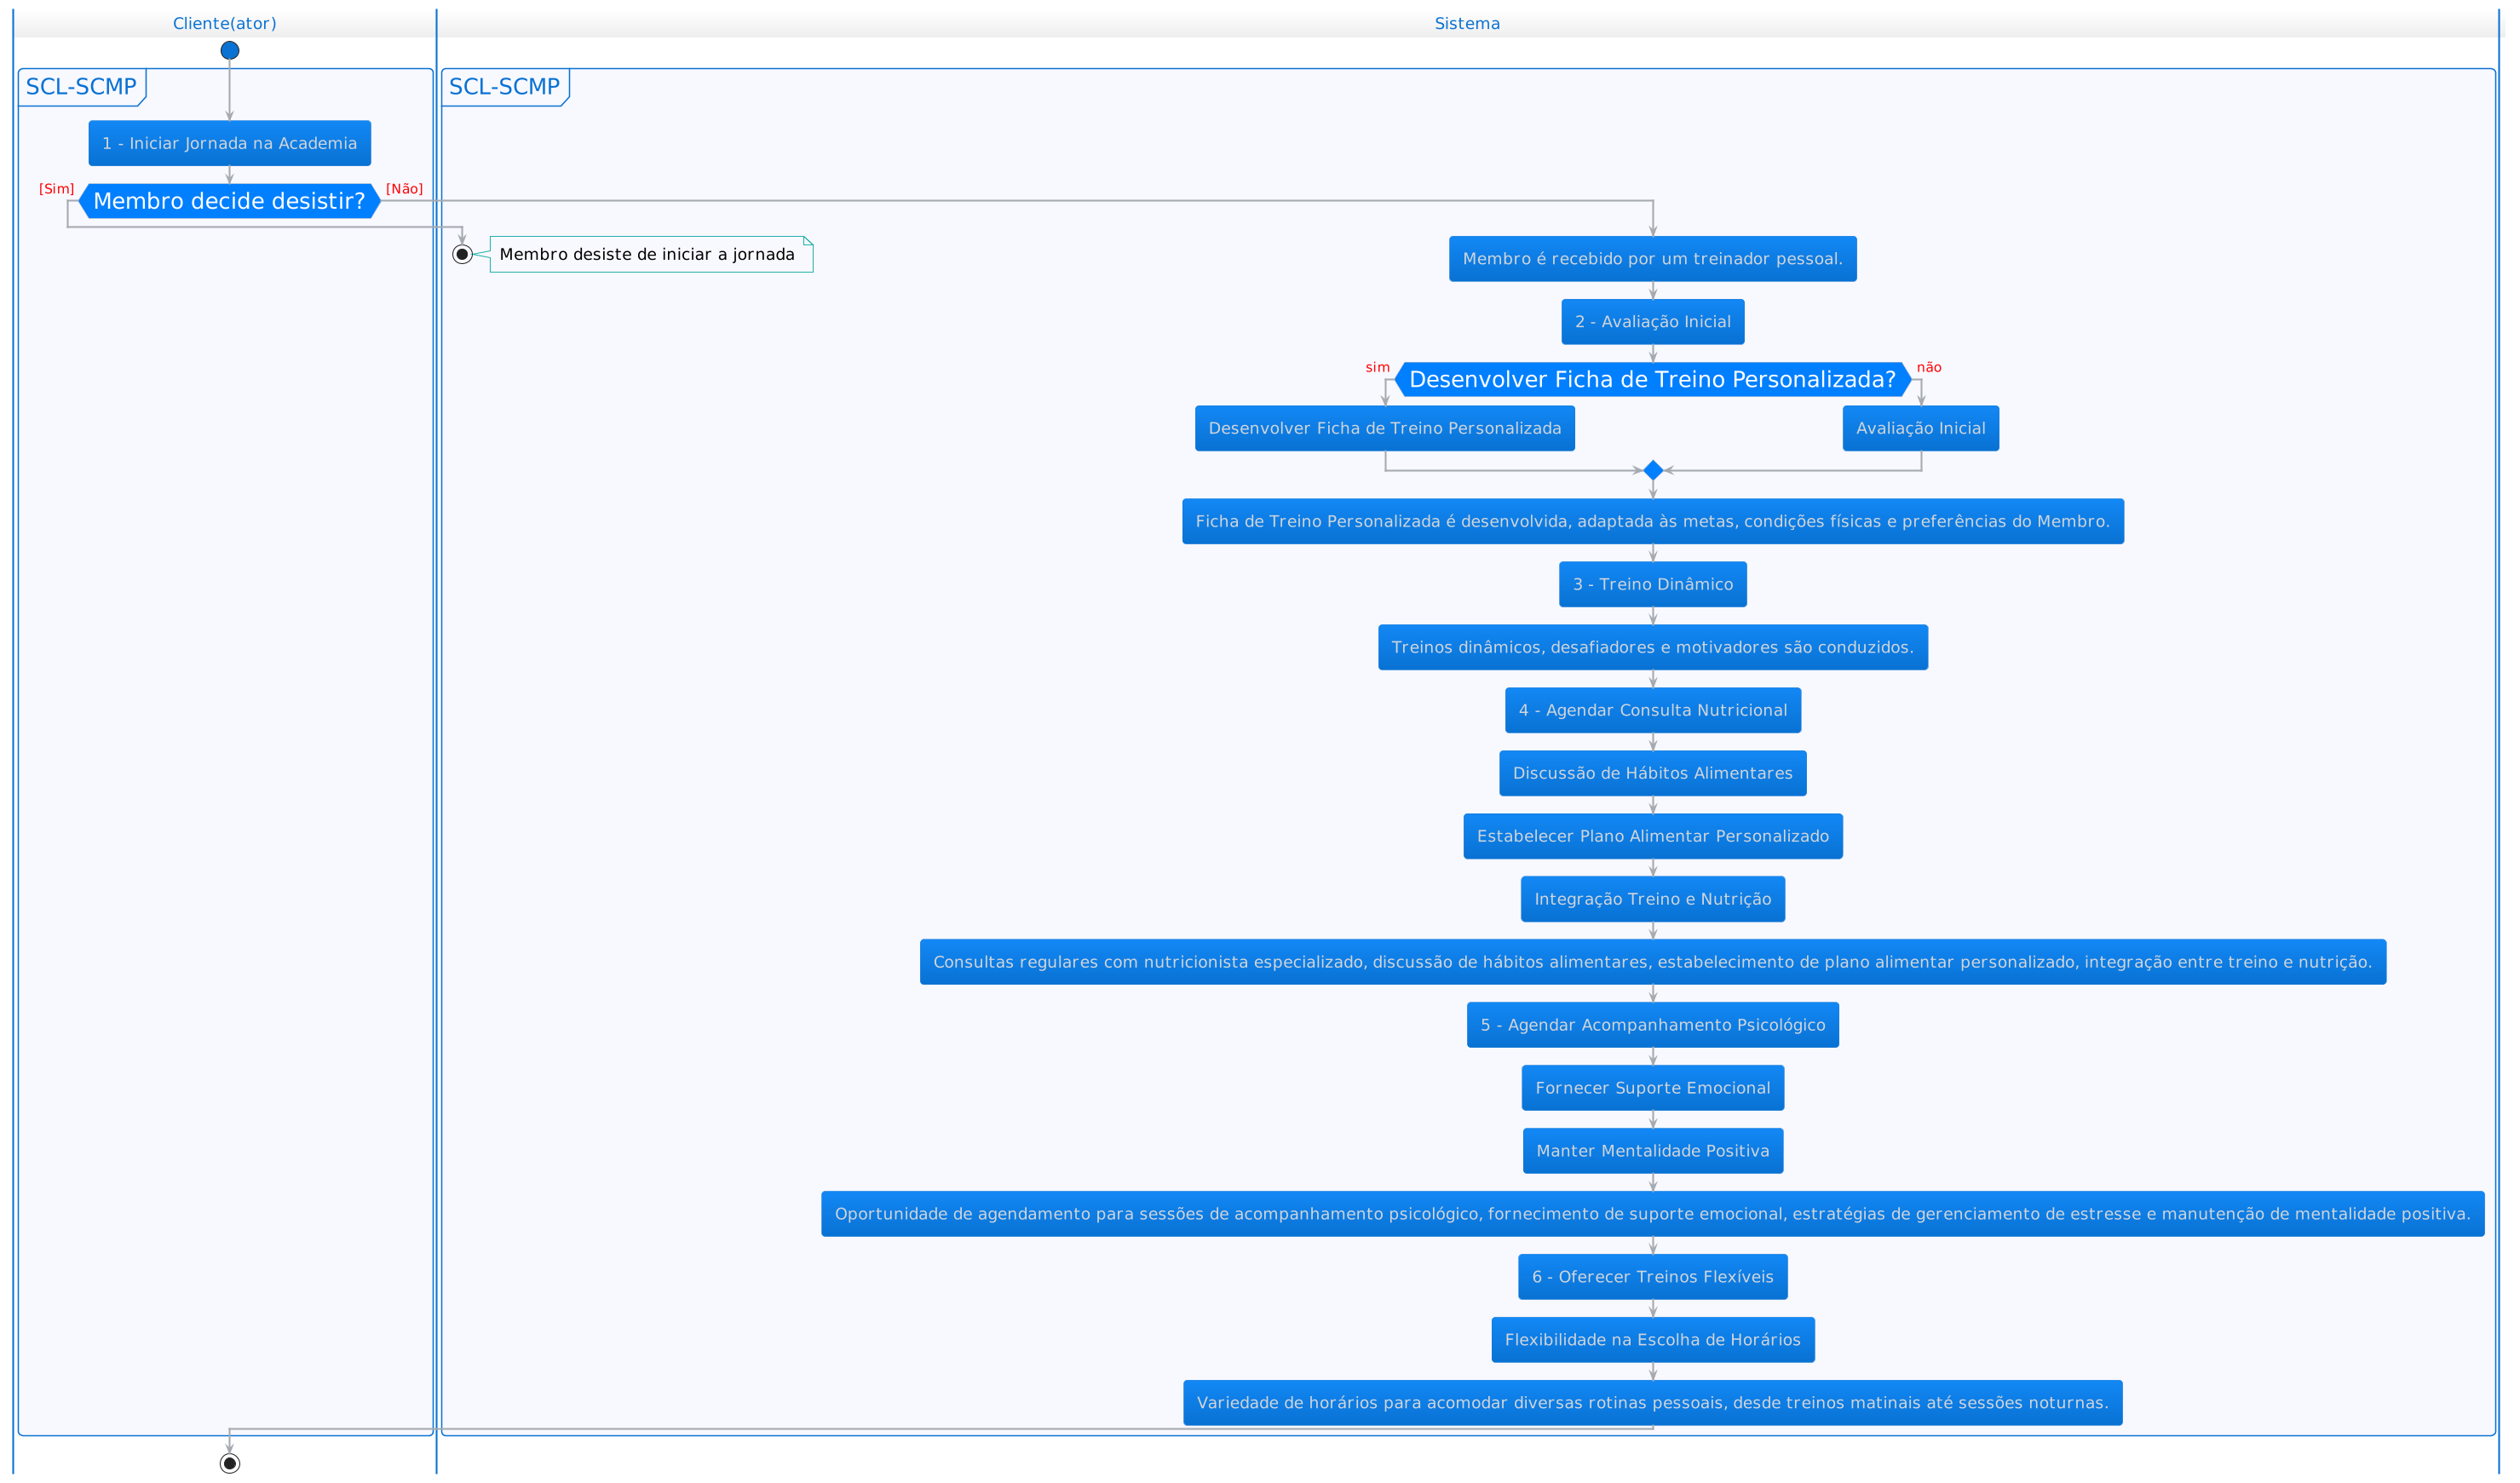 Cliente(ator)
Sistema
SCL-SCMP
SCL-SCMP
1 - Iniciar Jornada na Academia
[Sim]
Membro decide desistir?
[Não]
Membro desiste de iniciar a jornada
Membro é recebido por um treinador pessoal.
2 - Avaliação Inicial
sim
Desenvolver Ficha de Treino Personalizada?
não
Desenvolver Ficha de Treino Personalizada
Avaliação Inicial
Ficha de Treino Personalizada é desenvolvida, adaptada às metas, condições físicas e preferências do Membro.
3 - Treino Dinâmico
Treinos dinâmicos, desafiadores e motivadores são conduzidos.
4 - Agendar Consulta Nutricional
Discussão de Hábitos Alimentares
Estabelecer Plano Alimentar Personalizado
Integração Treino e Nutrição
Consultas regulares com nutricionista especializado, discussão de hábitos alimentares, estabelecimento de plano alimentar personalizado, integração entre treino e nutrição.
5 - Agendar Acompanhamento Psicológico
Fornecer Suporte Emocional
Manter Mentalidade Positiva
Oportunidade de agendamento para sessões de acompanhamento psicológico, fornecimento de suporte emocional, estratégias de gerenciamento de estresse e manutenção de mentalidade positiva.
6 - Oferecer Treinos Flexíveis
Flexibilidade na Escolha de Horários
Variedade de horários para acomodar diversas rotinas pessoais, desde treinos matinais até sessões noturnas.